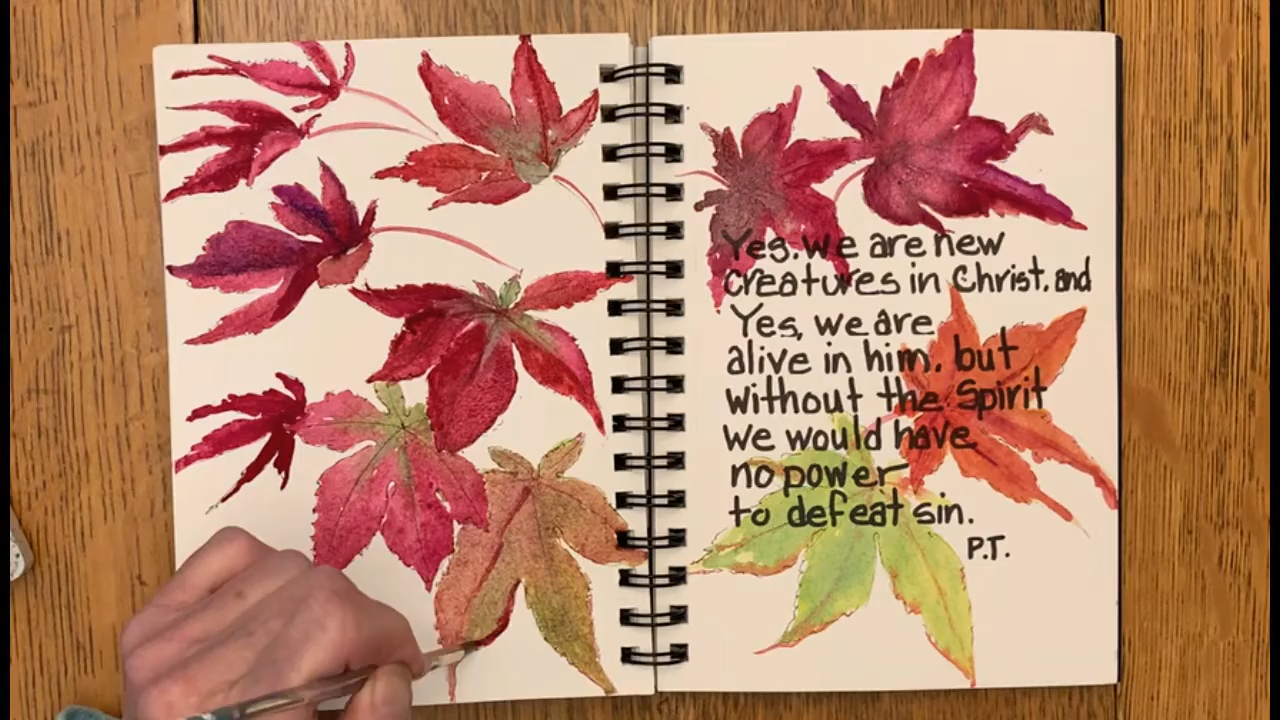 Yes, we are new
creatures in Christ, and
Yes, we are
alive in him, but
without the Spirit
we would have
no power
to defeat sin.
P.T.